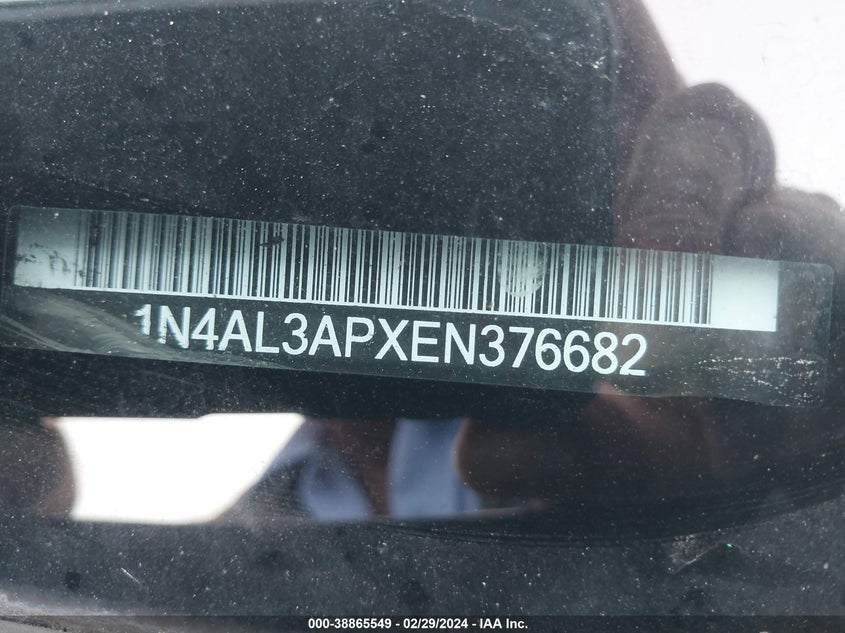 1N4AL3APXEN376682
000-38865549 - 02/29/2024 - IAA Inc.